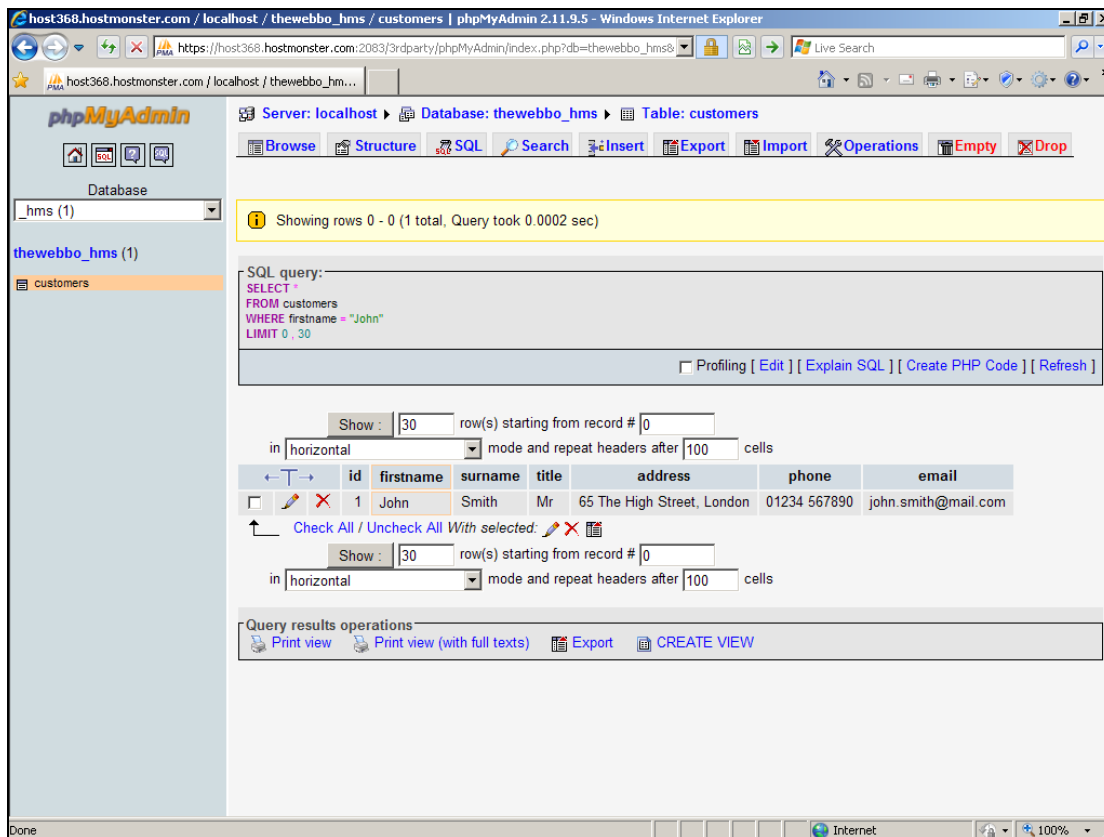 host368.hostmonster.com / localhost / thewebbo_hms / customers | phpMyAdmin 2.11.9.5 - Windows Internet Explorer
https://host368.hostmonster.com:2083/3rdparty/phpMyAdmin/index.php?db=thewebbo_hms&
Live Search
host368.hostmonster.com / localhost / thewebbo_hm...
phpMyAdmin
Server: localhost Database: thewebbo_hms Table: customers
Browse Structure SQL Search Insert Export Import Operations Empty Drop
Database
_hms (1)
thewebbo_hms (1)
customers
Showing rows 0 - 0 (1 total, Query took 0.0002 sec)
SQL query:
SELECT *
FROM customers
WHERE firstname = "John"
LIMIT 0 , 30
Profiling [ Edit ] [ Explain SQL ] [ Create PHP Code ] [ Refresh ]
Show : 30 row(s) starting from record # 0
in horizontal mode and repeat headers after 100 cells
←T→ id firstname surname title address phone email
1 John Smith Mr 65 The High Street, London 01234 567890 john.smith@mail.com
Check All / Uncheck All With selected:
Show : 30 row(s) starting from record # 0
in horizontal mode and repeat headers after 100 cells
Query results operations
Print view Print view (with full texts) Export CREATE VIEW
Done Internet 100%